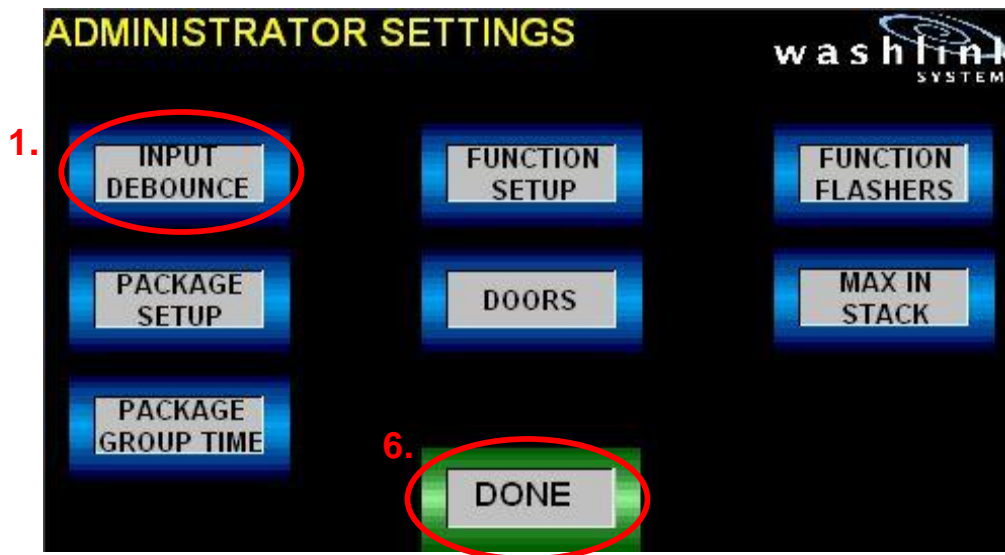 ADMINISTRATOR SETTINGS
washlink
SYSTEM
1.
INPUT
DEBOUNCE
FUNCTION
SETUP
FUNCTION
FLASHERS
PACKAGE
SETUP
DOORS
MAX IN
STACK
PACKAGE
GROUP TIME
6.
DONE